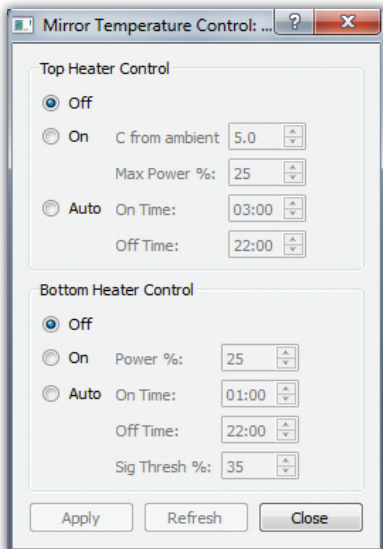 Mirror Temperature Control: ...
Top Heater Control
Off
On C from ambient 5.0
Max Power %: 25
Auto On Time: 03:00
Off Time: 22:00
Bottom Heater Control
Off
On Power %: 25
Auto On Time: 01:00
Off Time: 22:00
Sig Thresh %: 35
Apply Refresh Close